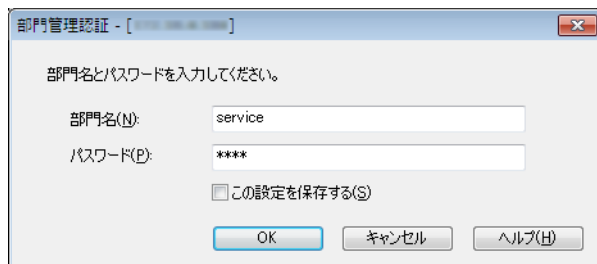 部門管理認証 - [ ]
部門名とパスワードを入力してください。
部門名(N): service
パスワード(P): ****
この設定を保存する(S)
OK キャンセル ヘルプ(H)